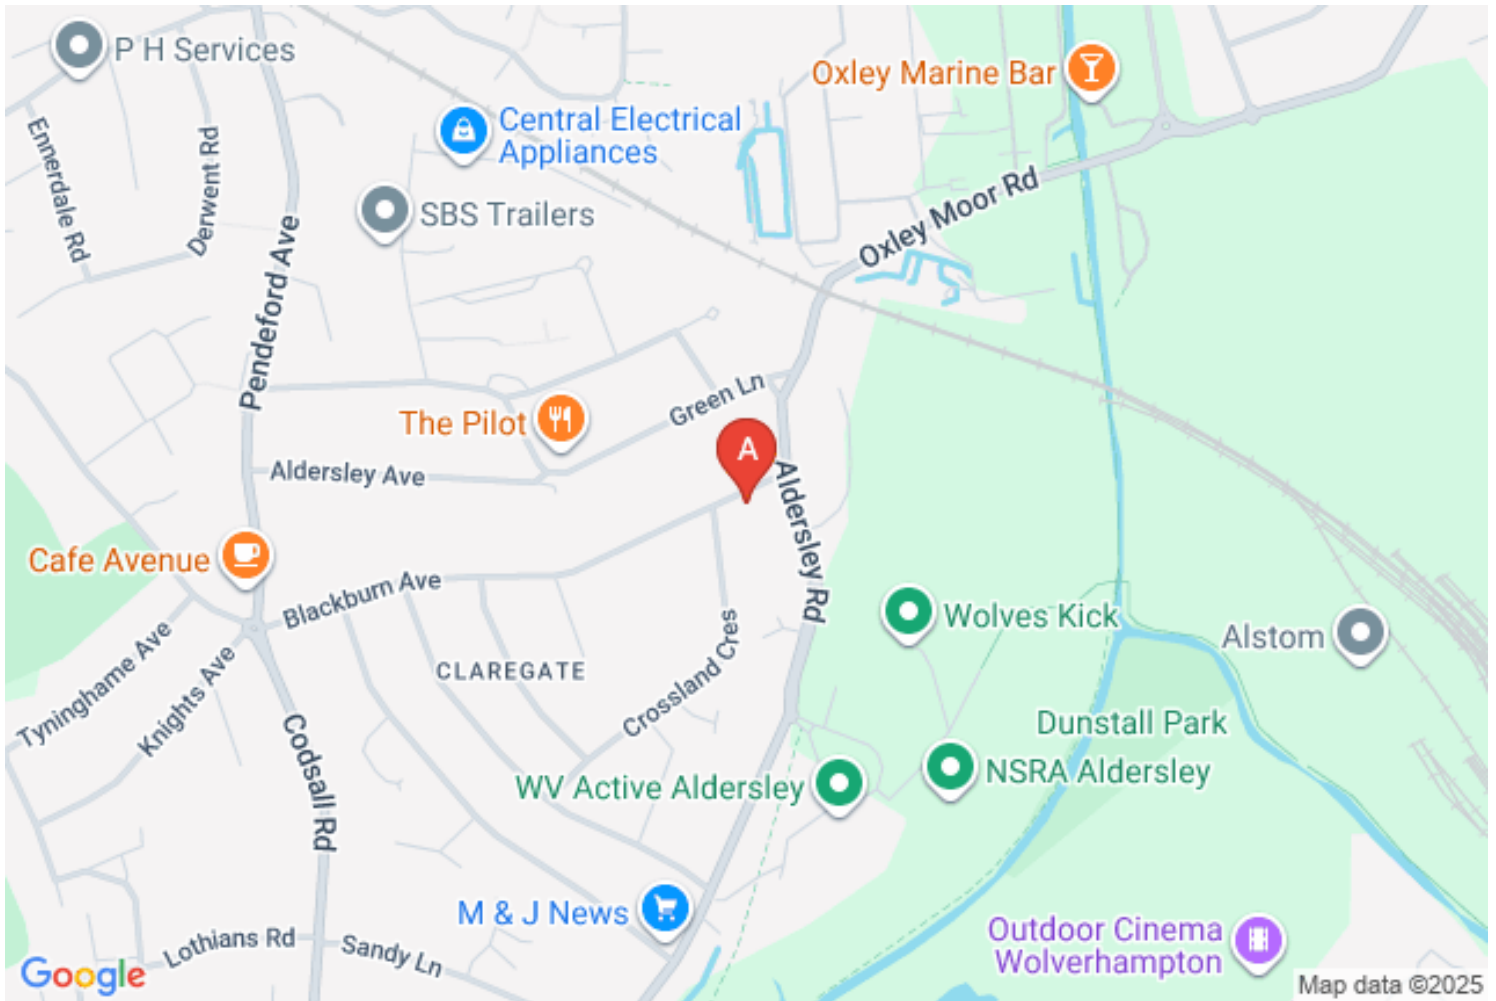 P H Services
Oxley Marine Bar
Central Electrical
Appliances
Ennerdale Rd
Derwent Rd
SBS Trailers
Oxley Moor Rd
Pendeford Ave
Green Ln
The Pilot
A
Aldersley Ave
Aldersley Rd
Cafe Avenue
Blackburn Ave
Wolves Kick
Alstom
Tyninghame Ave
Knights Ave
CLAREGATE
Crossland Cres
Dunstall Park
Codsall Rd
NSRA Aldersley
WV Active Aldersley
M & J News
Outdoor Cinema
Wolverhampton
Lothians Rd
Sandy Ln
Google
Map data ©2025